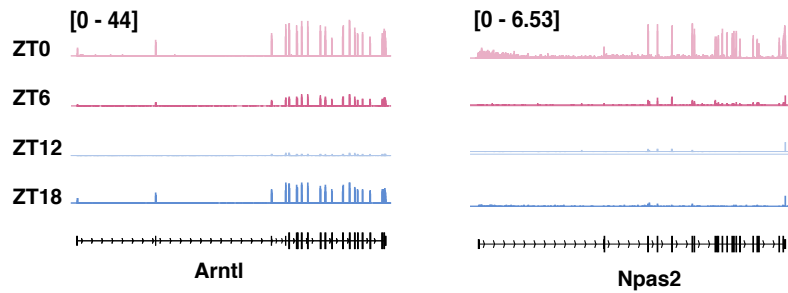 [0 - 44]
[0 - 6.53]
ZT0
ZT6
ZT12
ZT18
Arntl
Npas2